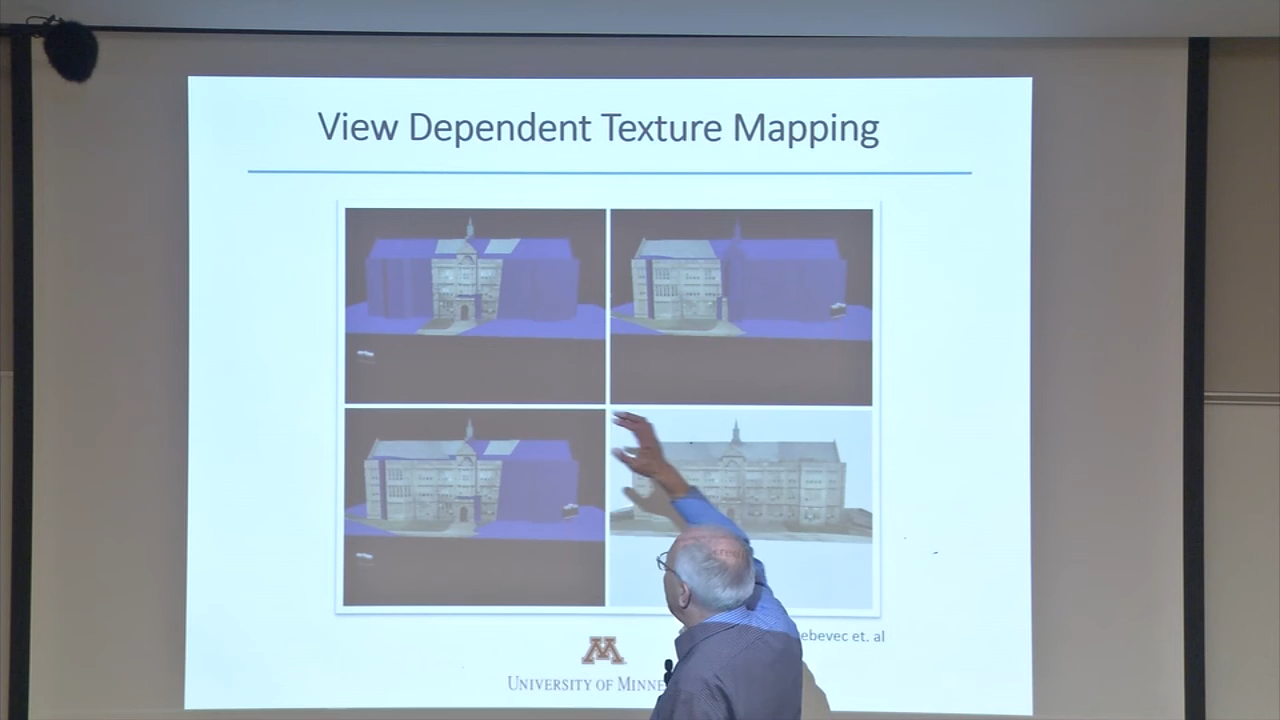 View Dependent Texture Mapping
ebevec et. al
M
UNIVERSITY OF MINNE